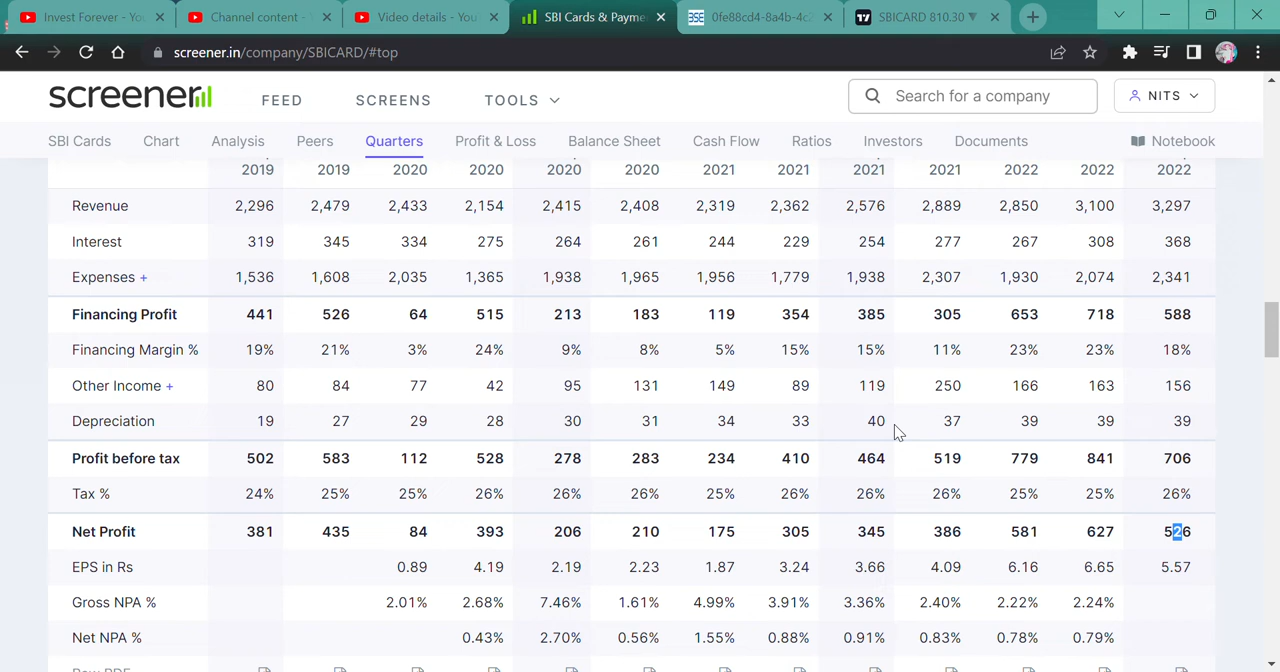 Invest Forever - You
Channel content -
Video details - You
SBI Cards & Payme
BSE 0fe88cd4-8a4b-4c2
SBICARD 810.30 ▼
screener.in/company/SBICARD/#top
screener
FEED SCREENS TOOLS
Search for a company
NITS
SBI Cards Chart Analysis Peers Quarters Profit & Loss Balance Sheet Cash Flow Ratios Investors Documents Notebook
2019 2019 2020 2020 2020 2020 2021 2021 2021 2021 2022 2022 2022
Revenue 2,296 2,479 2,433 2,154 2,415 2,408 2,319 2,362 2,576 2,889 2,850 3,100 3,297
Interest 319 345 334 275 264 261 244 229 254 277 267 308 368
Expenses + 1,536 1,608 2,035 1,365 1,938 1,965 1,956 1,779 1,938 2,307 1,930 2,074 2,341
Financing Profit 441 526 64 515 213 183 119 354 385 305 653 718 588
Financing Margin % 19% 21% 3% 24% 9% 8% 5% 15% 15% 11% 23% 23% 18%
Other Income + 80 84 77 42 95 131 149 89 119 250 166 163 156
Depreciation 19 27 29 28 30 31 34 33 40 37 39 39 39
Profit before tax 502 583 112 528 278 283 234 410 464 519 779 841 706
Tax % 24% 25% 25% 26% 26% 26% 25% 26% 26% 26% 25% 25% 26%
Net Profit 381 435 84 393 206 210 175 305 345 386 581 627 526
EPS in Rs 0.89 4.19 2.19 2.23 1.87 3.24 3.66 4.09 6.16 6.65 5.57
Gross NPA % 2.01% 2.68% 7.46% 1.61% 4.99% 3.91% 3.36% 2.40% 2.22% 2.24%
Net NPA % 0.43% 2.70% 0.56% 1.55% 0.88% 0.91% 0.83% 0.78% 0.79%
Raw PDF